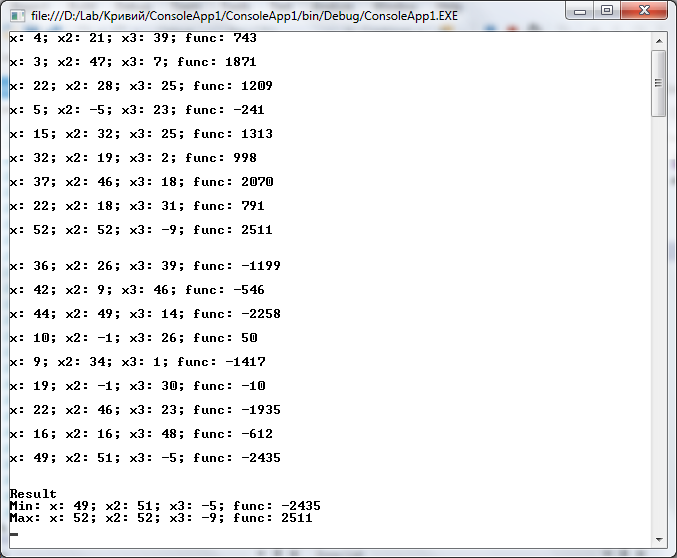 file:///D:/Lab/Кривий/ConsoleApp1/ConsoleApp1/bin/Debug/ConsoleApp1.EXE
x: 4; x2: 21; x3: 39; func: 743
x: 3; x2: 47; x3: 7; func: 1871
x: 22; x2: 28; x3: 25; func: 1209
x: 5; x2: -5; x3: 23; func: -241
x: 15; x2: 32; x3: 25; func: 1313
x: 32; x2: 19; x3: 2; func: 998
x: 37; x2: 46; x3: 18; func: 2070
x: 22; x2: 18; x3: 31; func: 791
x: 52; x2: 52; x3: -9; func: 2511
x: 36; x2: 26; x3: 39; func: -1199
x: 42; x2: 9; x3: 46; func: -546
x: 44; x2: 49; x3: 14; func: -2258
x: 10; x2: -1; x3: 26; func: 50
x: 9; x2: 34; x3: 1; func: -1417
x: 19; x2: -1; x3: 30; func: -10
x: 22; x2: 46; x3: 23; func: -1935
x: 16; x2: 16; x3: 48; func: -612
x: 49; x2: 51; x3: -5; func: -2435
Result
Min: x: 49; x2: 51; x3: -5; func: -2435
Max: x: 52; x2: 52; x3: -9; func: 2511